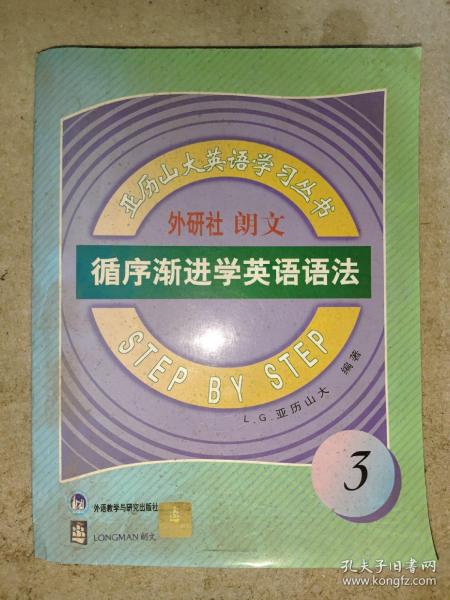 亚历山大英语学习丛书
外研社 朗文
循序渐进学英语语法
STEP BY STEP
L.G.亚历山大 编著
3
外语教学与研究出版社
LONGMAN 朗文
孔夫子旧书网
www.kongfz.com